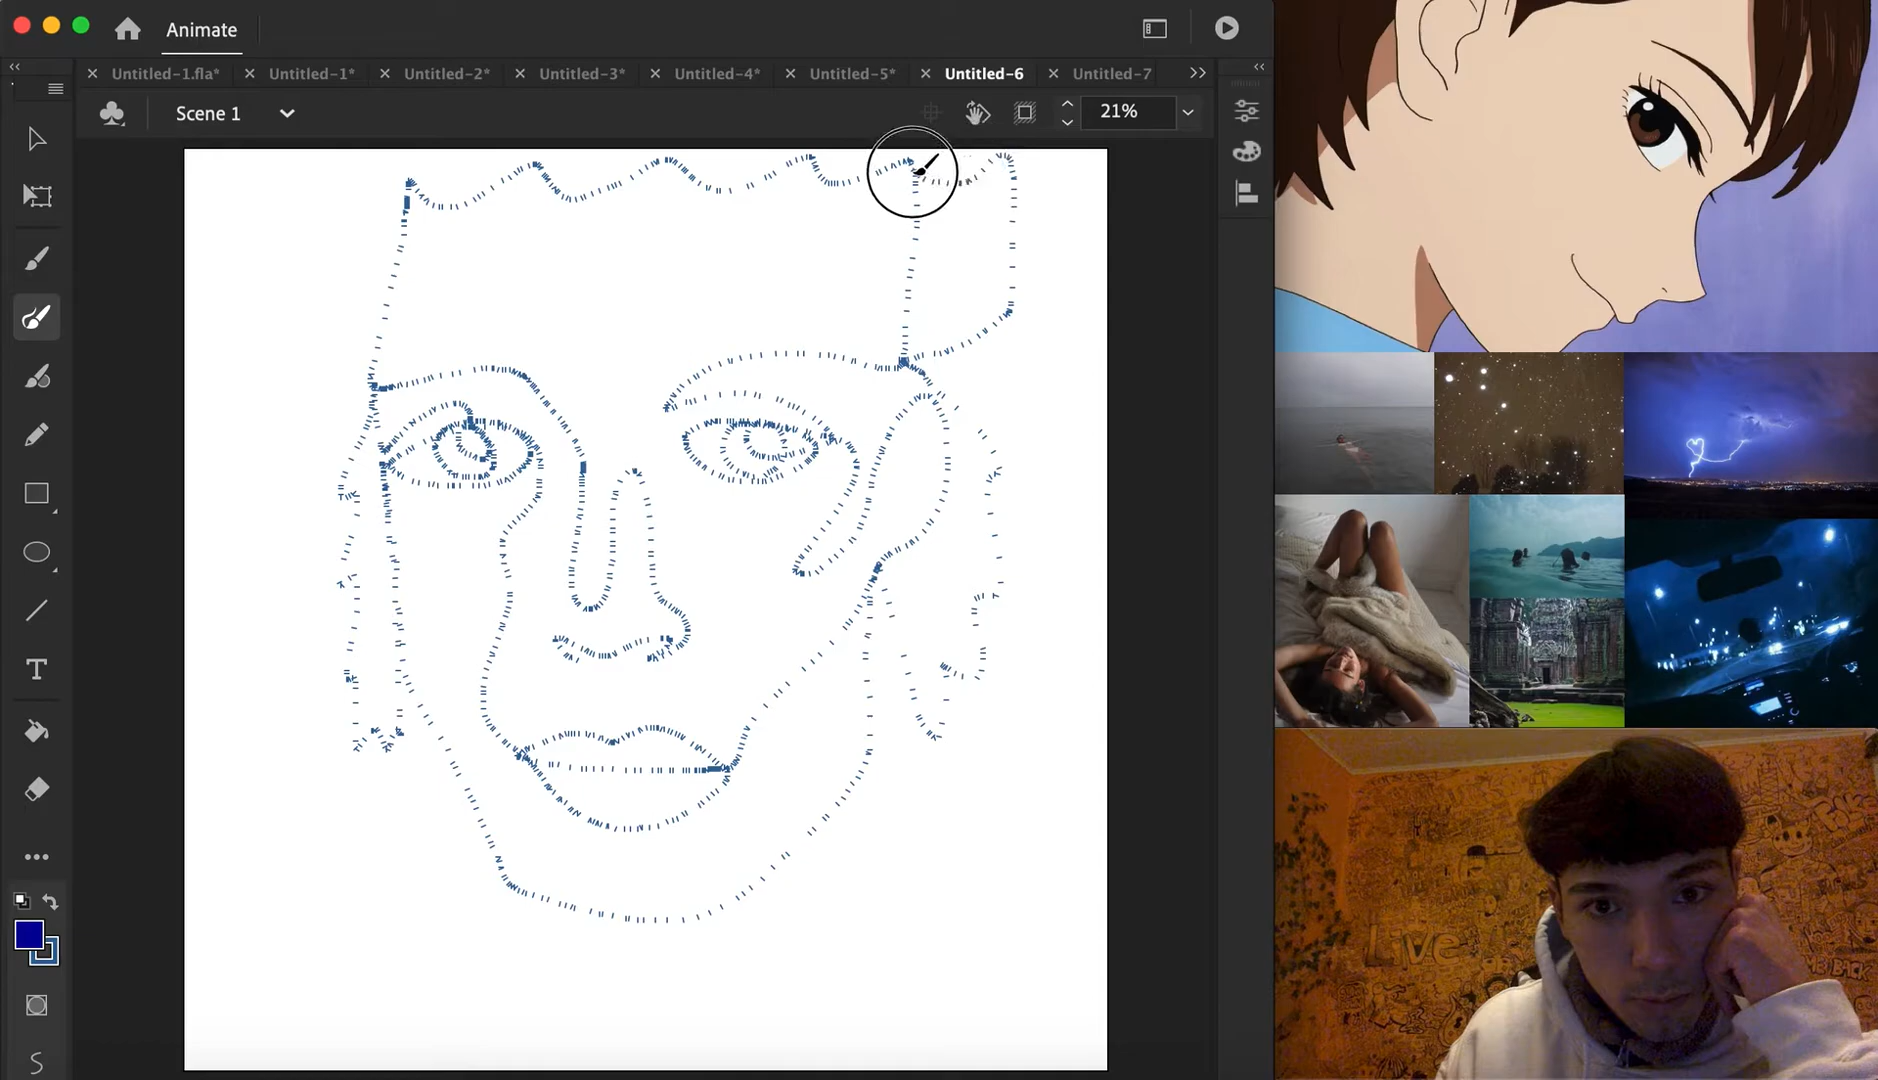 Animate
Untitled-1.fla*
Untitled-1*
Untitled-2*
Untitled-3*
Untitled-4*
Untitled-5*
Untitled-6
Untitled-7
Scene 1
21%
T
Live
BACK